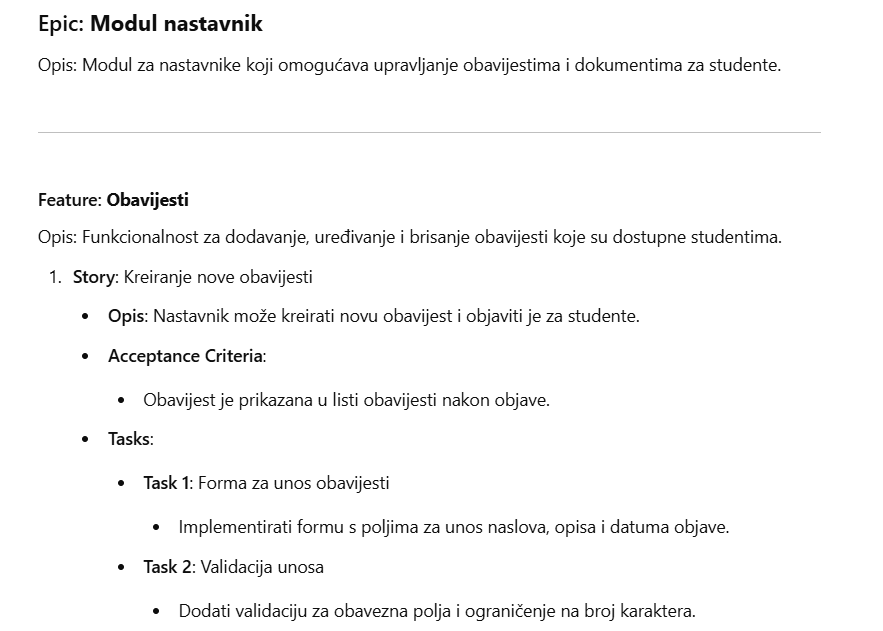 Epic: Modul nastavnik
Opis: Modul za nastavnike koji omogućava upravljanje obavijestima i dokumentima za studente.
Feature: Obavijesti
Opis: Funkcionalnost za dodavanje, uređivanje i brisanje obavijesti koje su dostupne studentima.
1. Story: Kreiranje nove obavijesti
• Opis: Nastavnik može kreirati novu obavijest i objaviti je za studente.
• Acceptance Criteria:
• Obavijest je prikazana u listi obavijesti nakon objave.
• Tasks:
• Task 1: Forma za unos obavijesti
• Implementirati formu s poljima za unos naslova, opisa i datuma objave.
• Task 2: Validacija unosa
• Dodati validaciju za obavezna polja i ograničenje na broj karaktera.